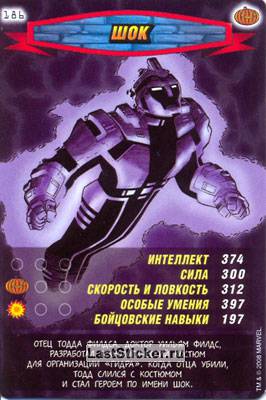 186
ШОК
ИНТЕЛЛЕКТ 374
СИЛА 300
СКОРОСТЬ И ЛОВКОСТЬ 312
ОСОБЫЕ УМЕНИЯ 397
БОЙЦОВСКИЕ НАВЫКИ 197
ОТЕЦ ТОДДА ФИЛДСА, ДОКТОР УИЛЬЯМ ФИЛДС,
РАЗРАБОТ КОСТЮМ
LastSticker.ru
ДЛЯ ОРГАНИЗАЦИИ «ГИДРА». КОГДА ОТЦА УБИЛИ,
ТОДД СЛИЛСЯ С КОСТЮМОМ
И СТАЛ ГЕРОЕМ ПО ИМЕНИ ШОК.
TM & © 2008 MARVEL